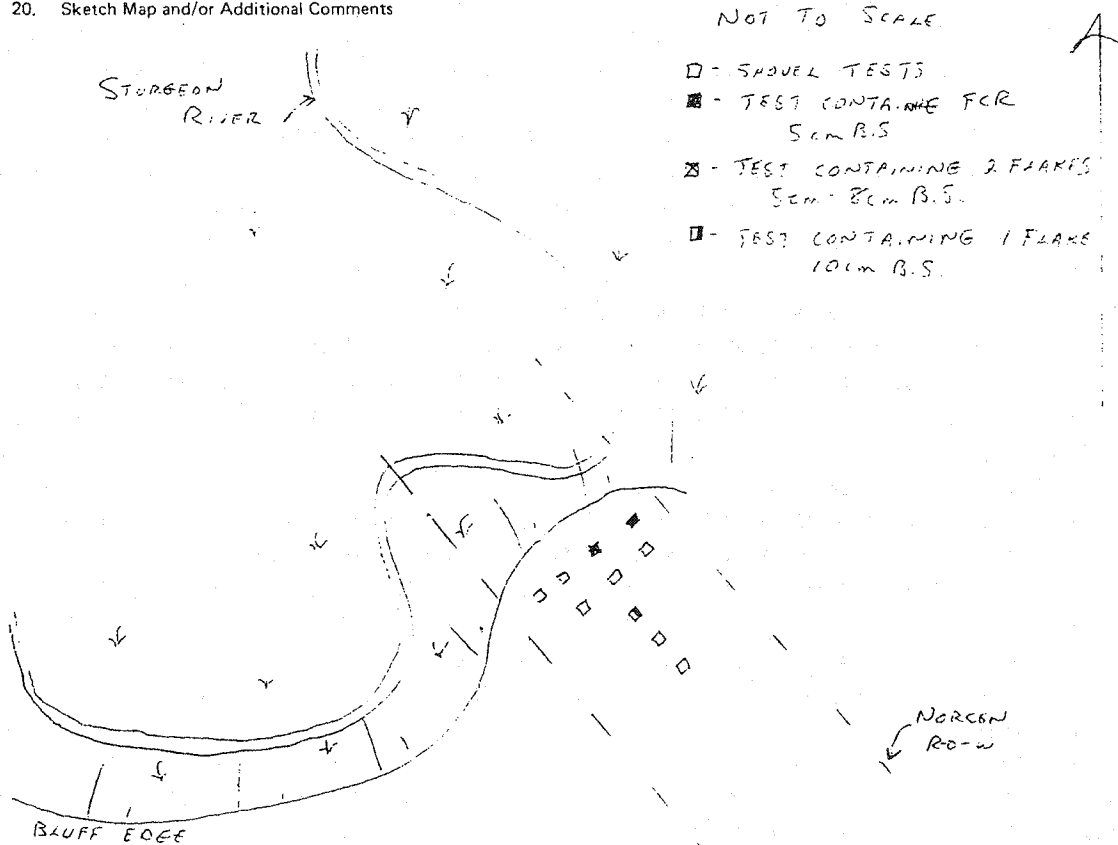 20. Sketch Map and/or Additional Comments
NOT TO SCALE
□ - SHOVEL TESTS
■ - TEST CONTAINING FCR
5cm B.S
- TEST CONTAINING 2 FLAKES
5cm - 8cm B.S.
- TEST CONTAINING 1 FLAKE
10cm B.S.
STURGEON
RIVER
NORCEN
R-O-W
BLUFF EDGE